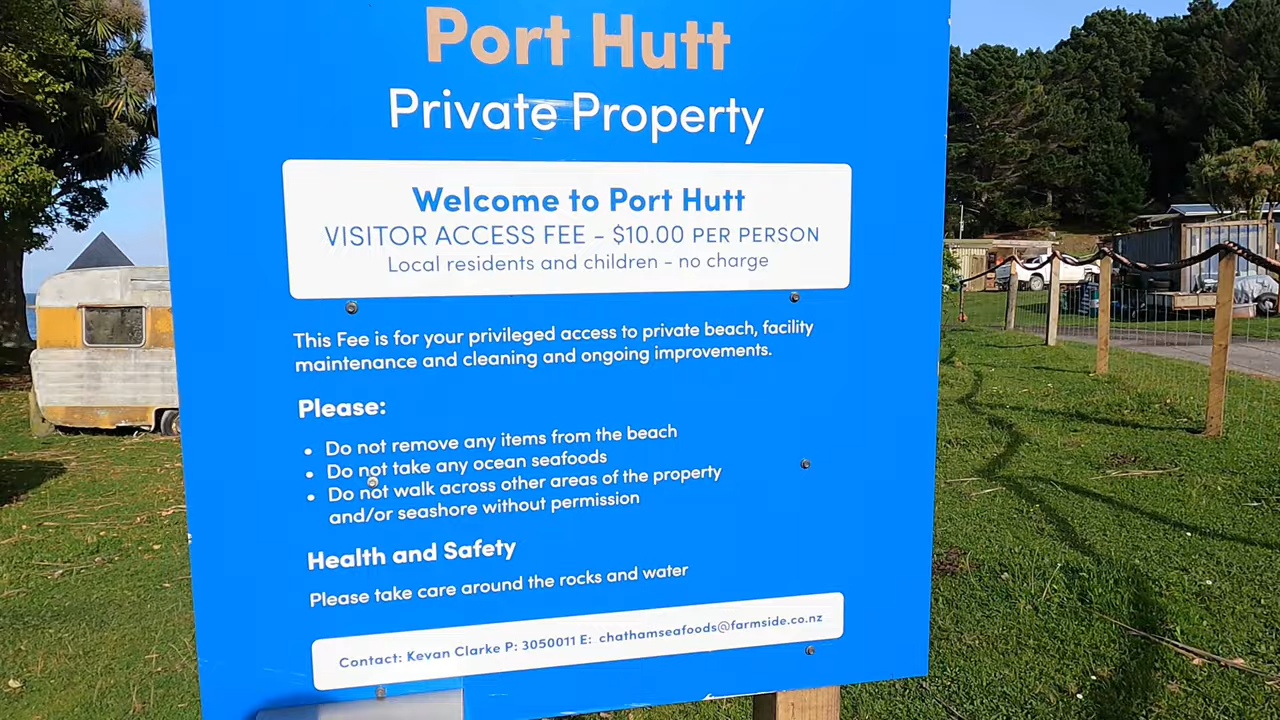 Port Hutt
Private Property
Welcome to Port Hutt
VISITOR ACCESS FEE – $10.00 PER PERSON
Local residents and children – no charge
This Fee is for your privileged access to private beach, facility
maintenance and cleaning and ongoing improvements.
Please:
• Do not remove any items from the beach
• Do not take any ocean seafoods
• Do not walk across other areas of the property
and/or seashore without permission
Health and Safety
Please take care around the rocks and water
Contact: Kevan Clarke P: 3050011 E: chathamseafoods@farmside.co.nz